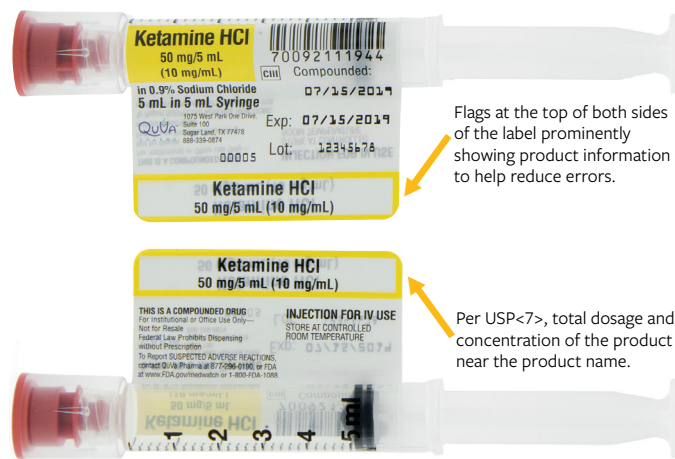 Ketamine HCl
50 mg/5 mL
(10 mg/mL)
70092111944
CIII Compounded:
in 0.9% Sodium Chloride
5 mL in 5 mL Syringe
07/15/2019
QuVa
1075 West Park One Drive,
Suite 100
Sugar Land, TX 77478
888-339-0874
Exp: 07/15/2019
Lot: 12345678
00005
Ketamine HCl
50 mg/5 mL (10 mg/mL)
Flags at the top of both sides
of the label prominently
showing product information
to help reduce errors.
Ketamine HCl
50 mg/5 mL (10 mg/mL)
THIS IS A COMPOUNDED DRUG
For Institutional or Office Use Only—
Not for Resale
Federal Law Prohibits Dispensing
without Prescription
To Report SUSPECTED ADVERSE REACTIONS,
contact QuVa Pharma at 877-296-0190, or FDA
at www.FDA.gov/medwatch or 1-800-FDA-1088
INJECTION FOR IV USE
STORE AT CONTROLLED
ROOM TEMPERATURE
Per USP<7>, total dosage and
concentration of the product
near the product name.
1 2 3 4 5ml